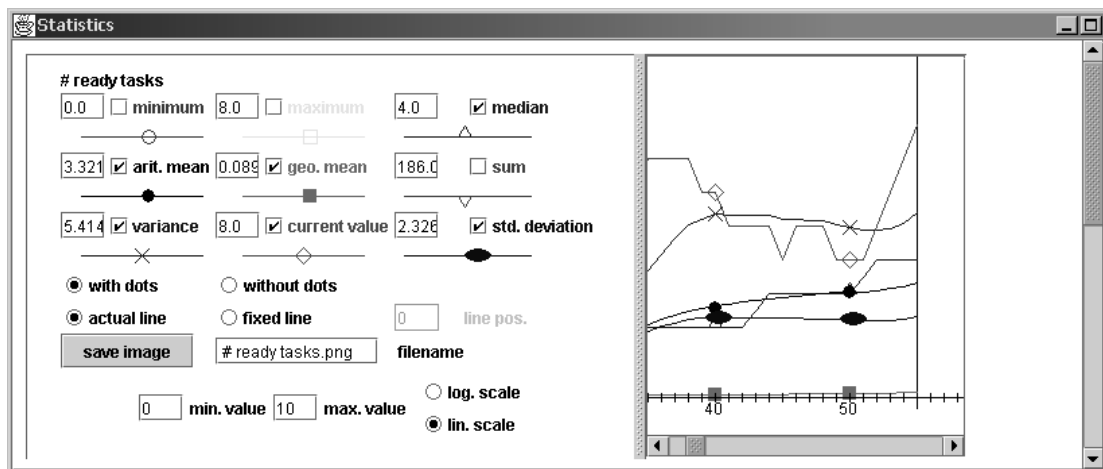 Statistics
# ready tasks
0.0 minimum 8.0 maximum 4.0 median
3.321 arit. mean 0.089 geo. mean 186.0 sum
5.414 variance 8.0 current value 2.326 std. deviation
with dots without dots
actual line fixed line 0 line pos.
save image # ready tasks.png filename
log. scale
0 min. value 10 max. value
lin. scale
40 50